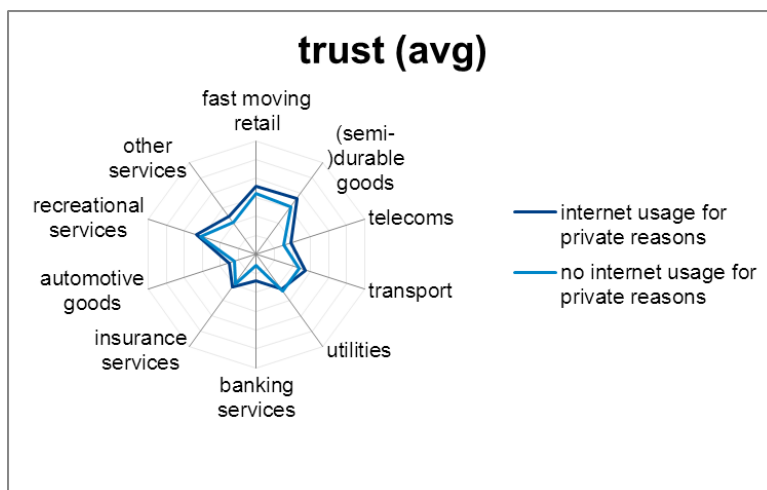 trust (avg)
fast moving
retail
(semi-
)durable
goods
telecoms
transport
utilities
banking
services
insurance
services
automotive
goods
recreational
services
other
services
internet usage for
private reasons
no internet usage for
private reasons